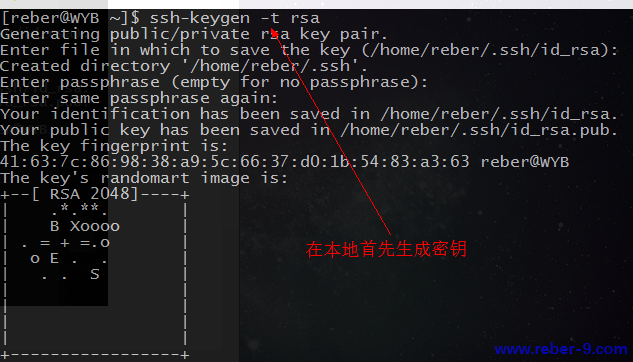 [reber@WYB ~]$ ssh-keygen -t rsa
Generating public/private rsa key pair.
Enter file in which to save the key (/home/reber/.ssh/id_rsa):
Created directory '/home/reber/.ssh'.
Enter passphrase (empty for no passphrase):
Enter same passphrase again:
Your identification has been saved in /home/reber/.ssh/id_rsa.
Your public key has been saved in /home/reber/.ssh/id_rsa.pub.
The key fingerprint is:
41:63:7c:86:98:38:a9:5c:66:37:d0:1b:54:83:a3:63 reber@WYB
The key's randomart image is:
+--[ RSA 2048]----+
|     .*.**.      |
|     B Xoooo     |
|  . = + =.o      |
|   o E .  .      |
|    . .   S      |
|                 |
|                 |
|                 |
|                 |
+-----------------+
在本地首先生成密钥
www.reber-9.com